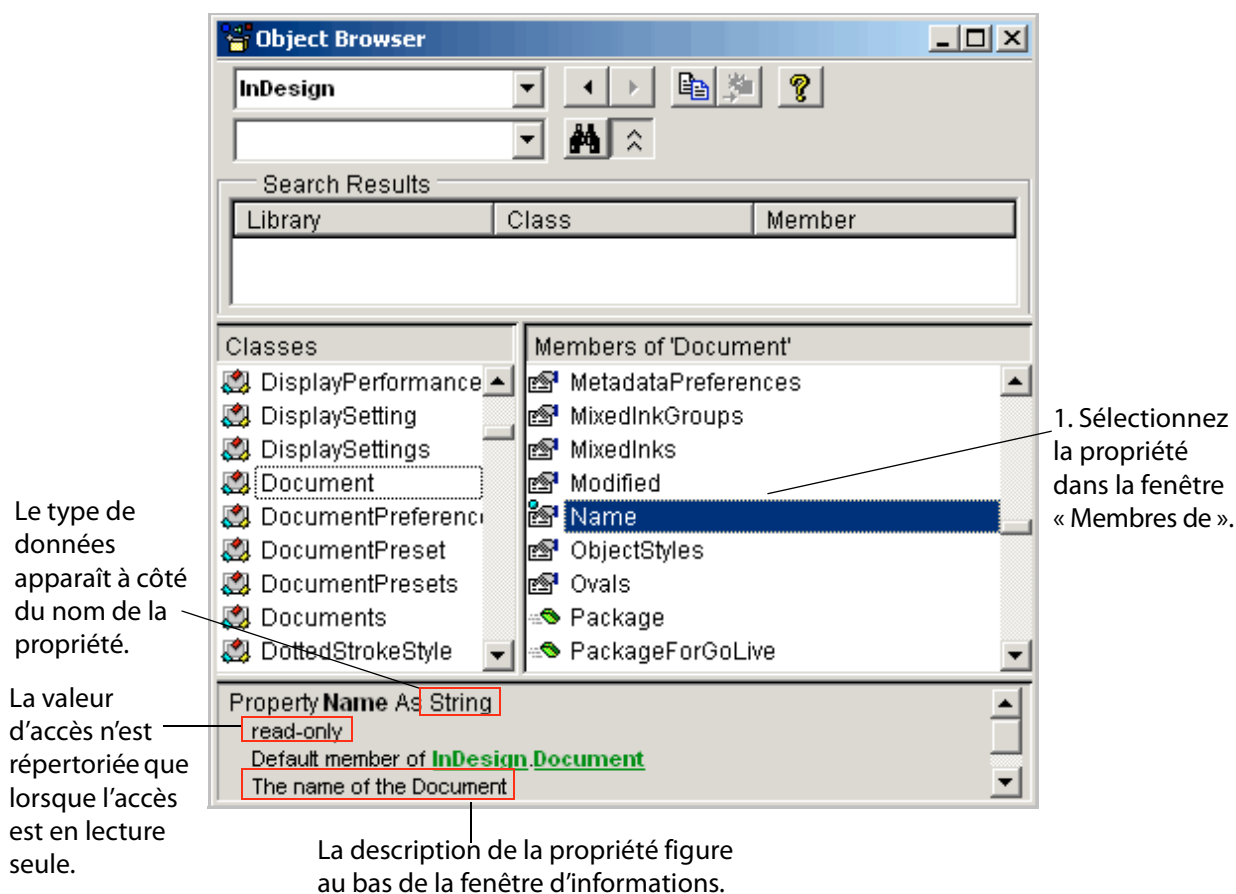 Object Browser
InDesign
Search Results
Library Class Member
Classes
DisplayPerformance
DisplaySetting
DisplaySettings
Document
DocumentPreferenc
DocumentPreset
DocumentPresets
Documents
DottedStrokeStyle
Members of 'Document'
MetadataPreferences
MixedInkGroups
MixedInks
Modified
Name
ObjectStyles
Ovals
Package
PackageForGoLive
1. Sélectionnez
la propriété
dans la fenêtre
« Membres de ».
Le type de
données
apparaît à côté
du nom de la
propriété.
La valeur
d’accès n’est
répertoriée que
lorsque l’accès
est en lecture
seule.
Property Name As String
read-only
Default member of InDesign.Document
The name of the Document
La description de la propriété figure
au bas de la fenêtre d’informations.